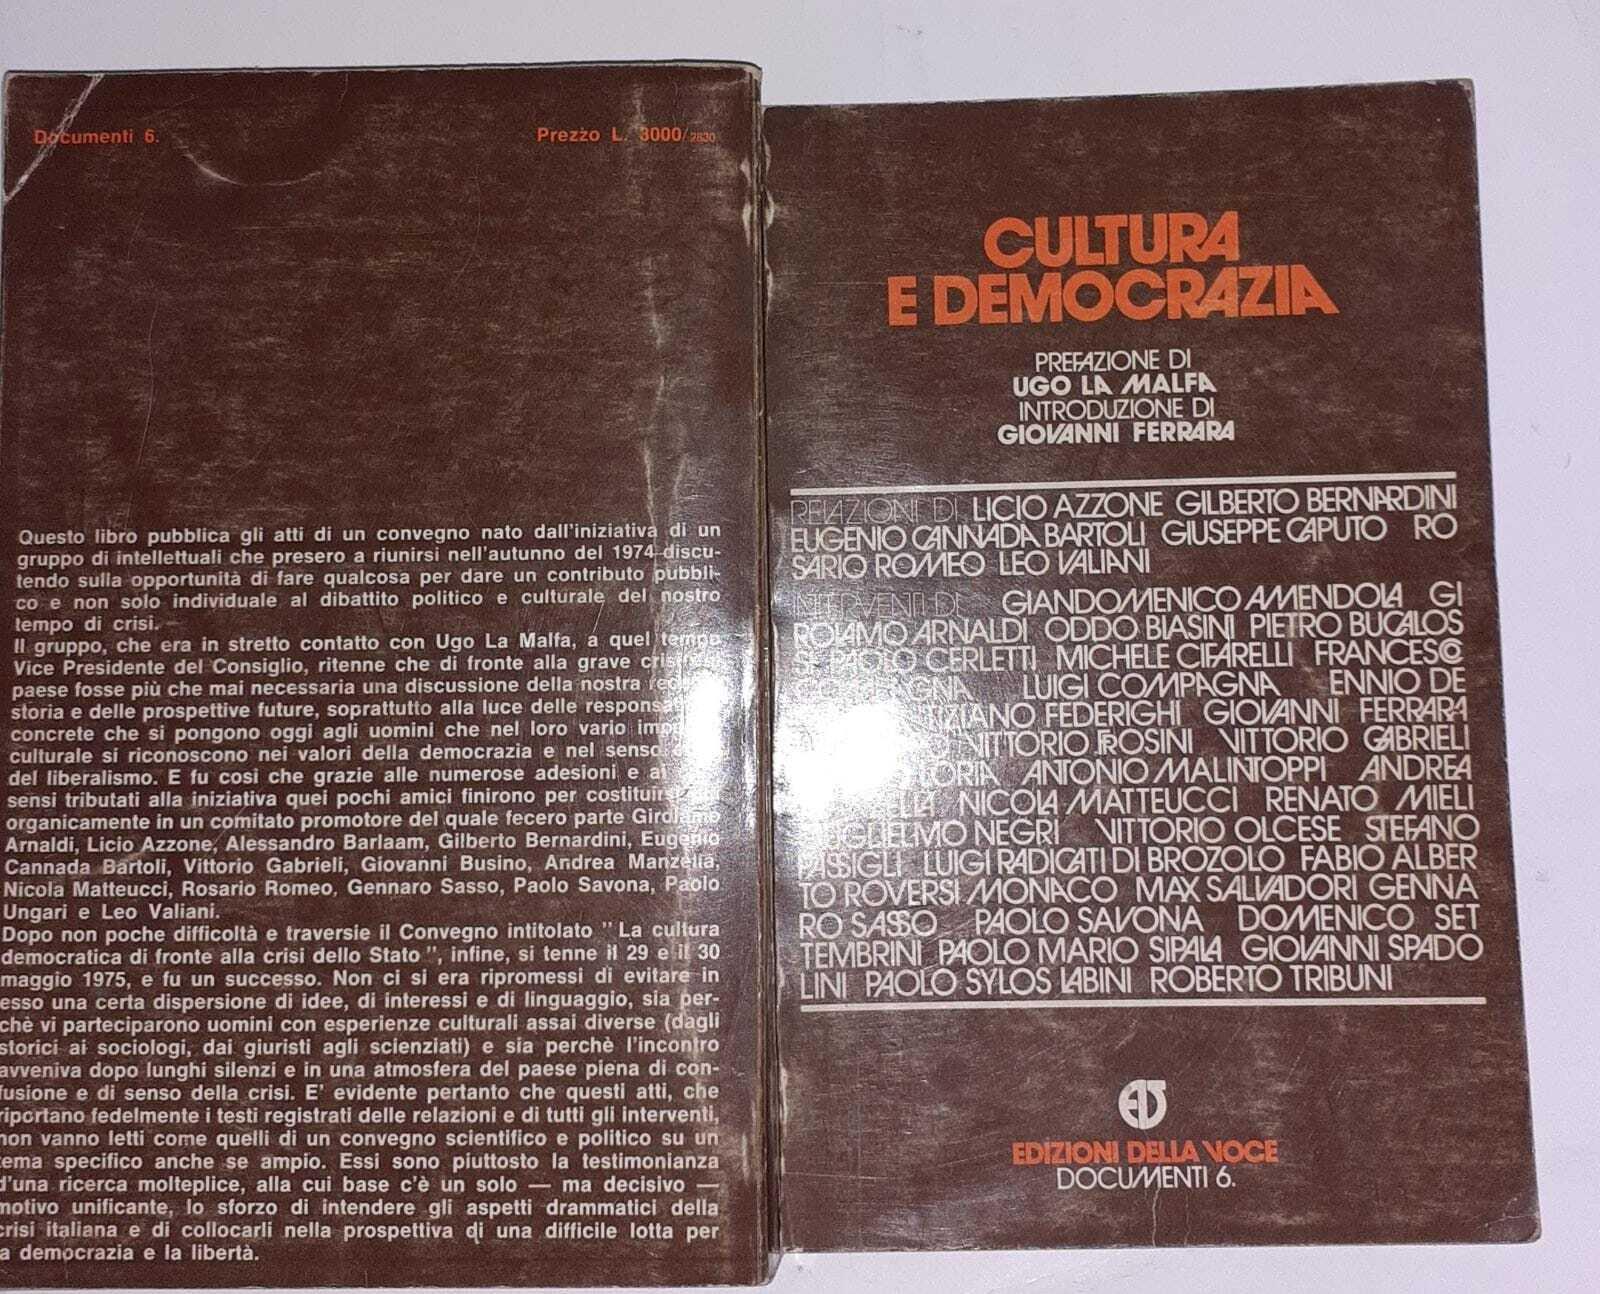 Documenti 6.
Prezzo L. 3000/2830
Questo libro pubblica gli atti di un convegno nato dall'iniziativa di un
gruppo di intellettuali che presero a riunirsi nell'autunno del 1974 discu-
tendo sulla opportunità di fare qualcosa per dare un contributo pubbli-
co e non solo individuale al dibattito politico e culturale del nostro
tempo di crisi.
Il gruppo, che era in stretto contatto con Ugo La Malfa, a quel tempo
Vice Presidente del Consiglio, ritenne che di fronte alla grave crisi
paese fosse più che mai necessaria una discussione della nostra
storia e delle prospettive future, soprattutto alla luce delle
concrete che si pongono oggi agli uomini che nel loro vario
culturale si riconoscono nei valori della democrazia e nel senso
del liberalismo. E fu così che grazie alle numerose adesioni e ai
sensi tributati alla iniziativa quei pochi amici finirono per costituirsi
organicamente in un comitato promotore del quale fecero parte Girolamo
Arnaldi, Licio Azzone, Alessandro Barlaam, Gilberto Bernardini, Eugenio
Cannada Bartoli, Vittorio Gabrieli, Giovanni Busino, Andrea Manzella,
Nicola Matteucci, Rosario Romeo, Gennaro Sasso, Paolo Savona, Paolo
Ungari e Leo Valiani.
Dopo non poche difficoltà e traversie il Convegno intitolato " La cultura
democratica di fronte alla crisi dello Stato ", infine, si tenne il 29 e il 30
maggio 1975, e fu un successo. Non ci si era ripromessi di evitare in
esso una certa dispersione di idee, di interessi e di linguaggio, sia per-
chè vi parteciparono uomini con esperienze culturali assai diverse (dagli
storici ai sociologi, dai giuristi agli scienziati) e sia perchè l'incontro
avveniva dopo lunghi silenzi e in una atmosfera del paese piena di con-
fusione e di senso della crisi. E' evidente pertanto che questi atti, che
riportano fedelmente i testi registrati delle relazioni e di tutti gli interventi,
non vanno letti come quelli di un convegno scientifico e politico su un
tema specifico anche se ampio. Essi sono piuttosto la testimonianza
d'una ricerca molteplice, alla cui base c'è un solo — ma decisivo —
motivo unificante, lo sforzo di intendere gli aspetti drammatici della
crisi italiana e di collocarli nella prospettiva di una difficile lotta per
la democrazia e la libertà.
CULTURA
E DEMOCRAZIA
PREFAZIONE DI
UGO LA MALFA
INTRODUZIONE DI
GIOVANNI FERRARA
RELAZIONI DI LICIO AZZONE GILBERTO BERNARDINI
EUGENIO CANNADA BARTOLI GIUSEPPE CAPUTO RO
SARIO ROMEO LEO VALIANI
INTERVENTI DI GIANDOMENICO AMENDOLA GI
ROLAMO ARNALDI ODDO BIASINI PIETRO BUCALOS
SI PAOLO CERLETTI MICHELE CIFARELLI FRANCESCO
COMPAGNA LUIGI COMPAGNA ENNIO DE
TIZIANO FEDERIGHI GIOVANNI FERRARA
VITTORIO FROSINI VITTORIO GABRIELI
LORIA ANTONIO MALINTOPPI ANDREA
NICOLA MATTEUCCI RENATO MIELI
GUGLIELMO NEGRI VITTORIO OLCESE STEFANO
PASSIGLI LUIGI RADICATI DI BROZOLO FABIO ALBER
TO ROVERSI MONACO MAX SALVADORI GENNA
RO SASSO PAOLO SAVONA DOMENICO SET
TEMBRINI PAOLO MARIO SIPALA GIOVANNI SPADO
LINI PAOLO SYLOS LABINI ROBERTO TRIBUNI
EDIZIONI DELLA VOCE
DOCUMENTI 6.